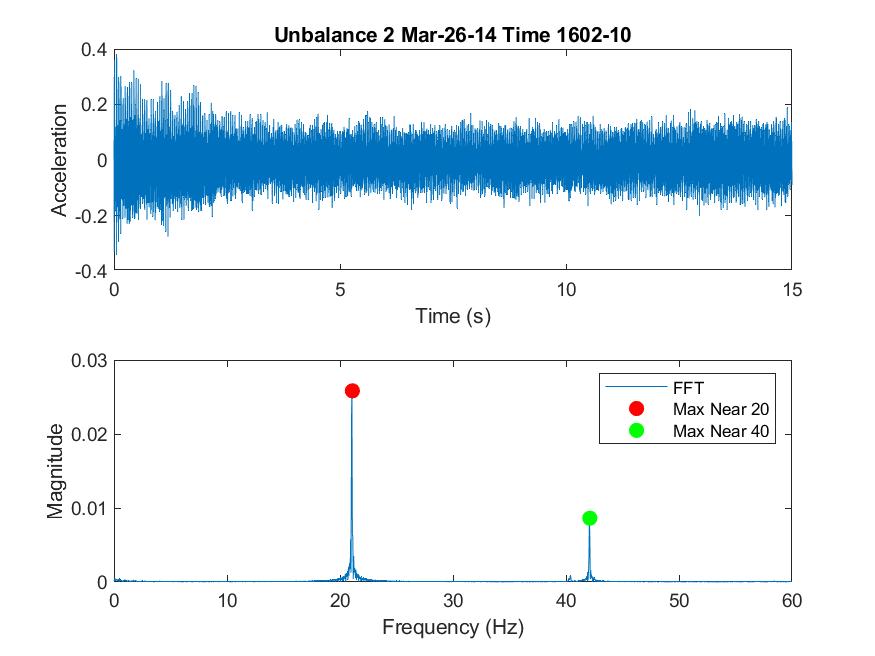 Unbalance 2 Mar-26-14 Time 1602-10
0.4
0.2
0
-0.2
-0.4
Acceleration
0 5 10 15
Time (s)
0.03
0.02
0.01
0
Magnitude
FFT
Max Near 20
Max Near 40
0 10 20 30 40 50 60
Frequency (Hz)